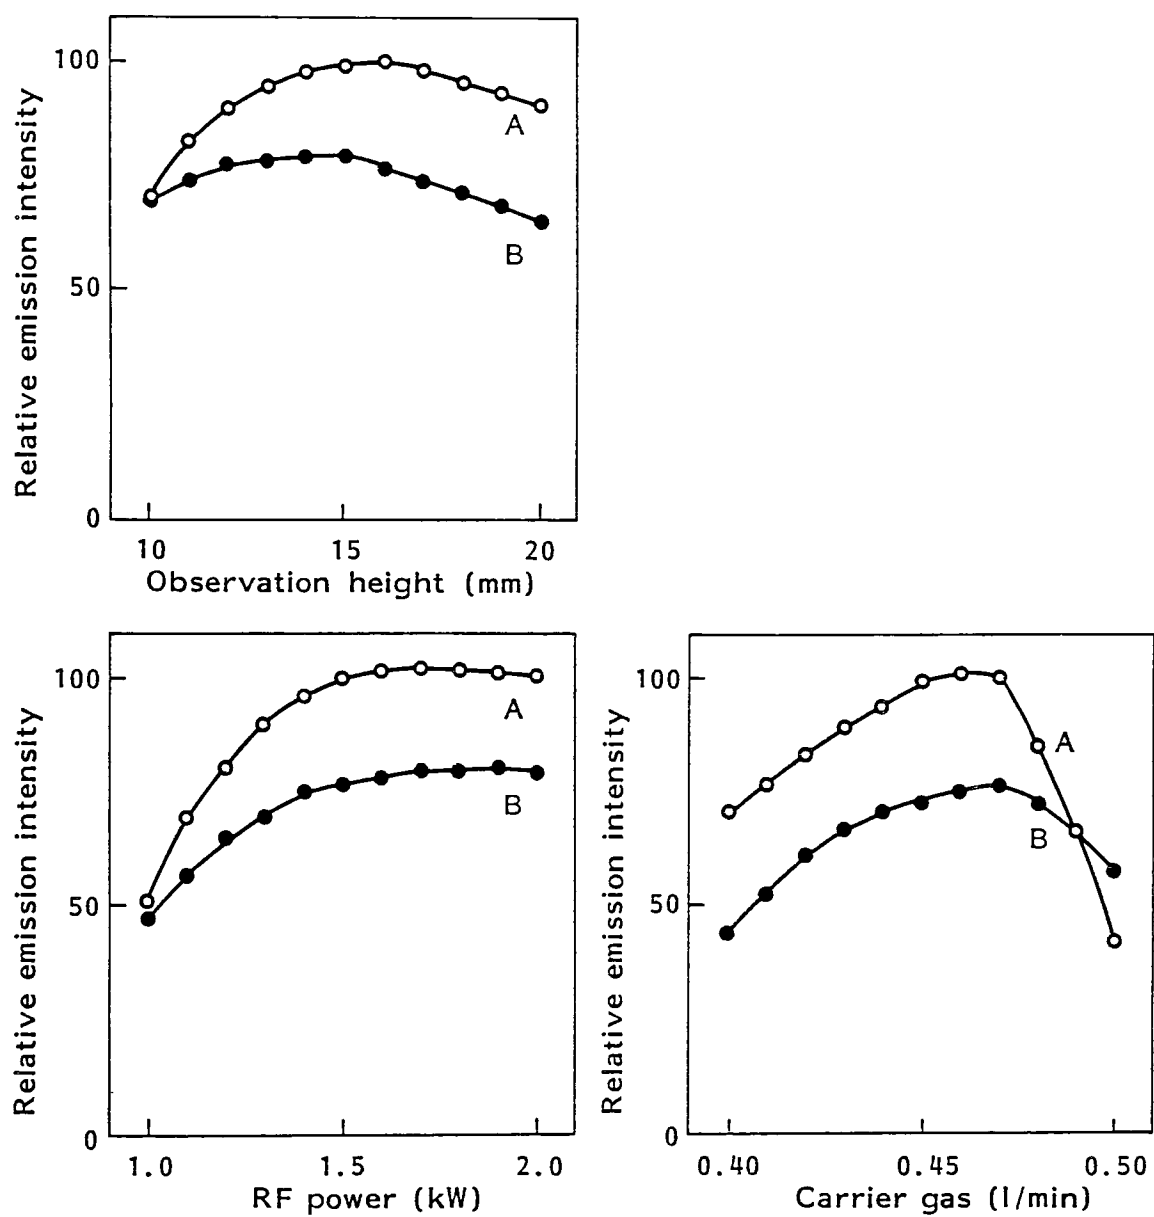 Relative emission intensity
100
50
0
A
B
10 15 20
Observation height (mm)
Relative emission intensity
100
50
0
A
B
1.0 1.5 2.0
RF power (kW)
Relative emission intensity
100
50
0
A
B
0.40 0.45 0.50
Carrier gas (l/min)